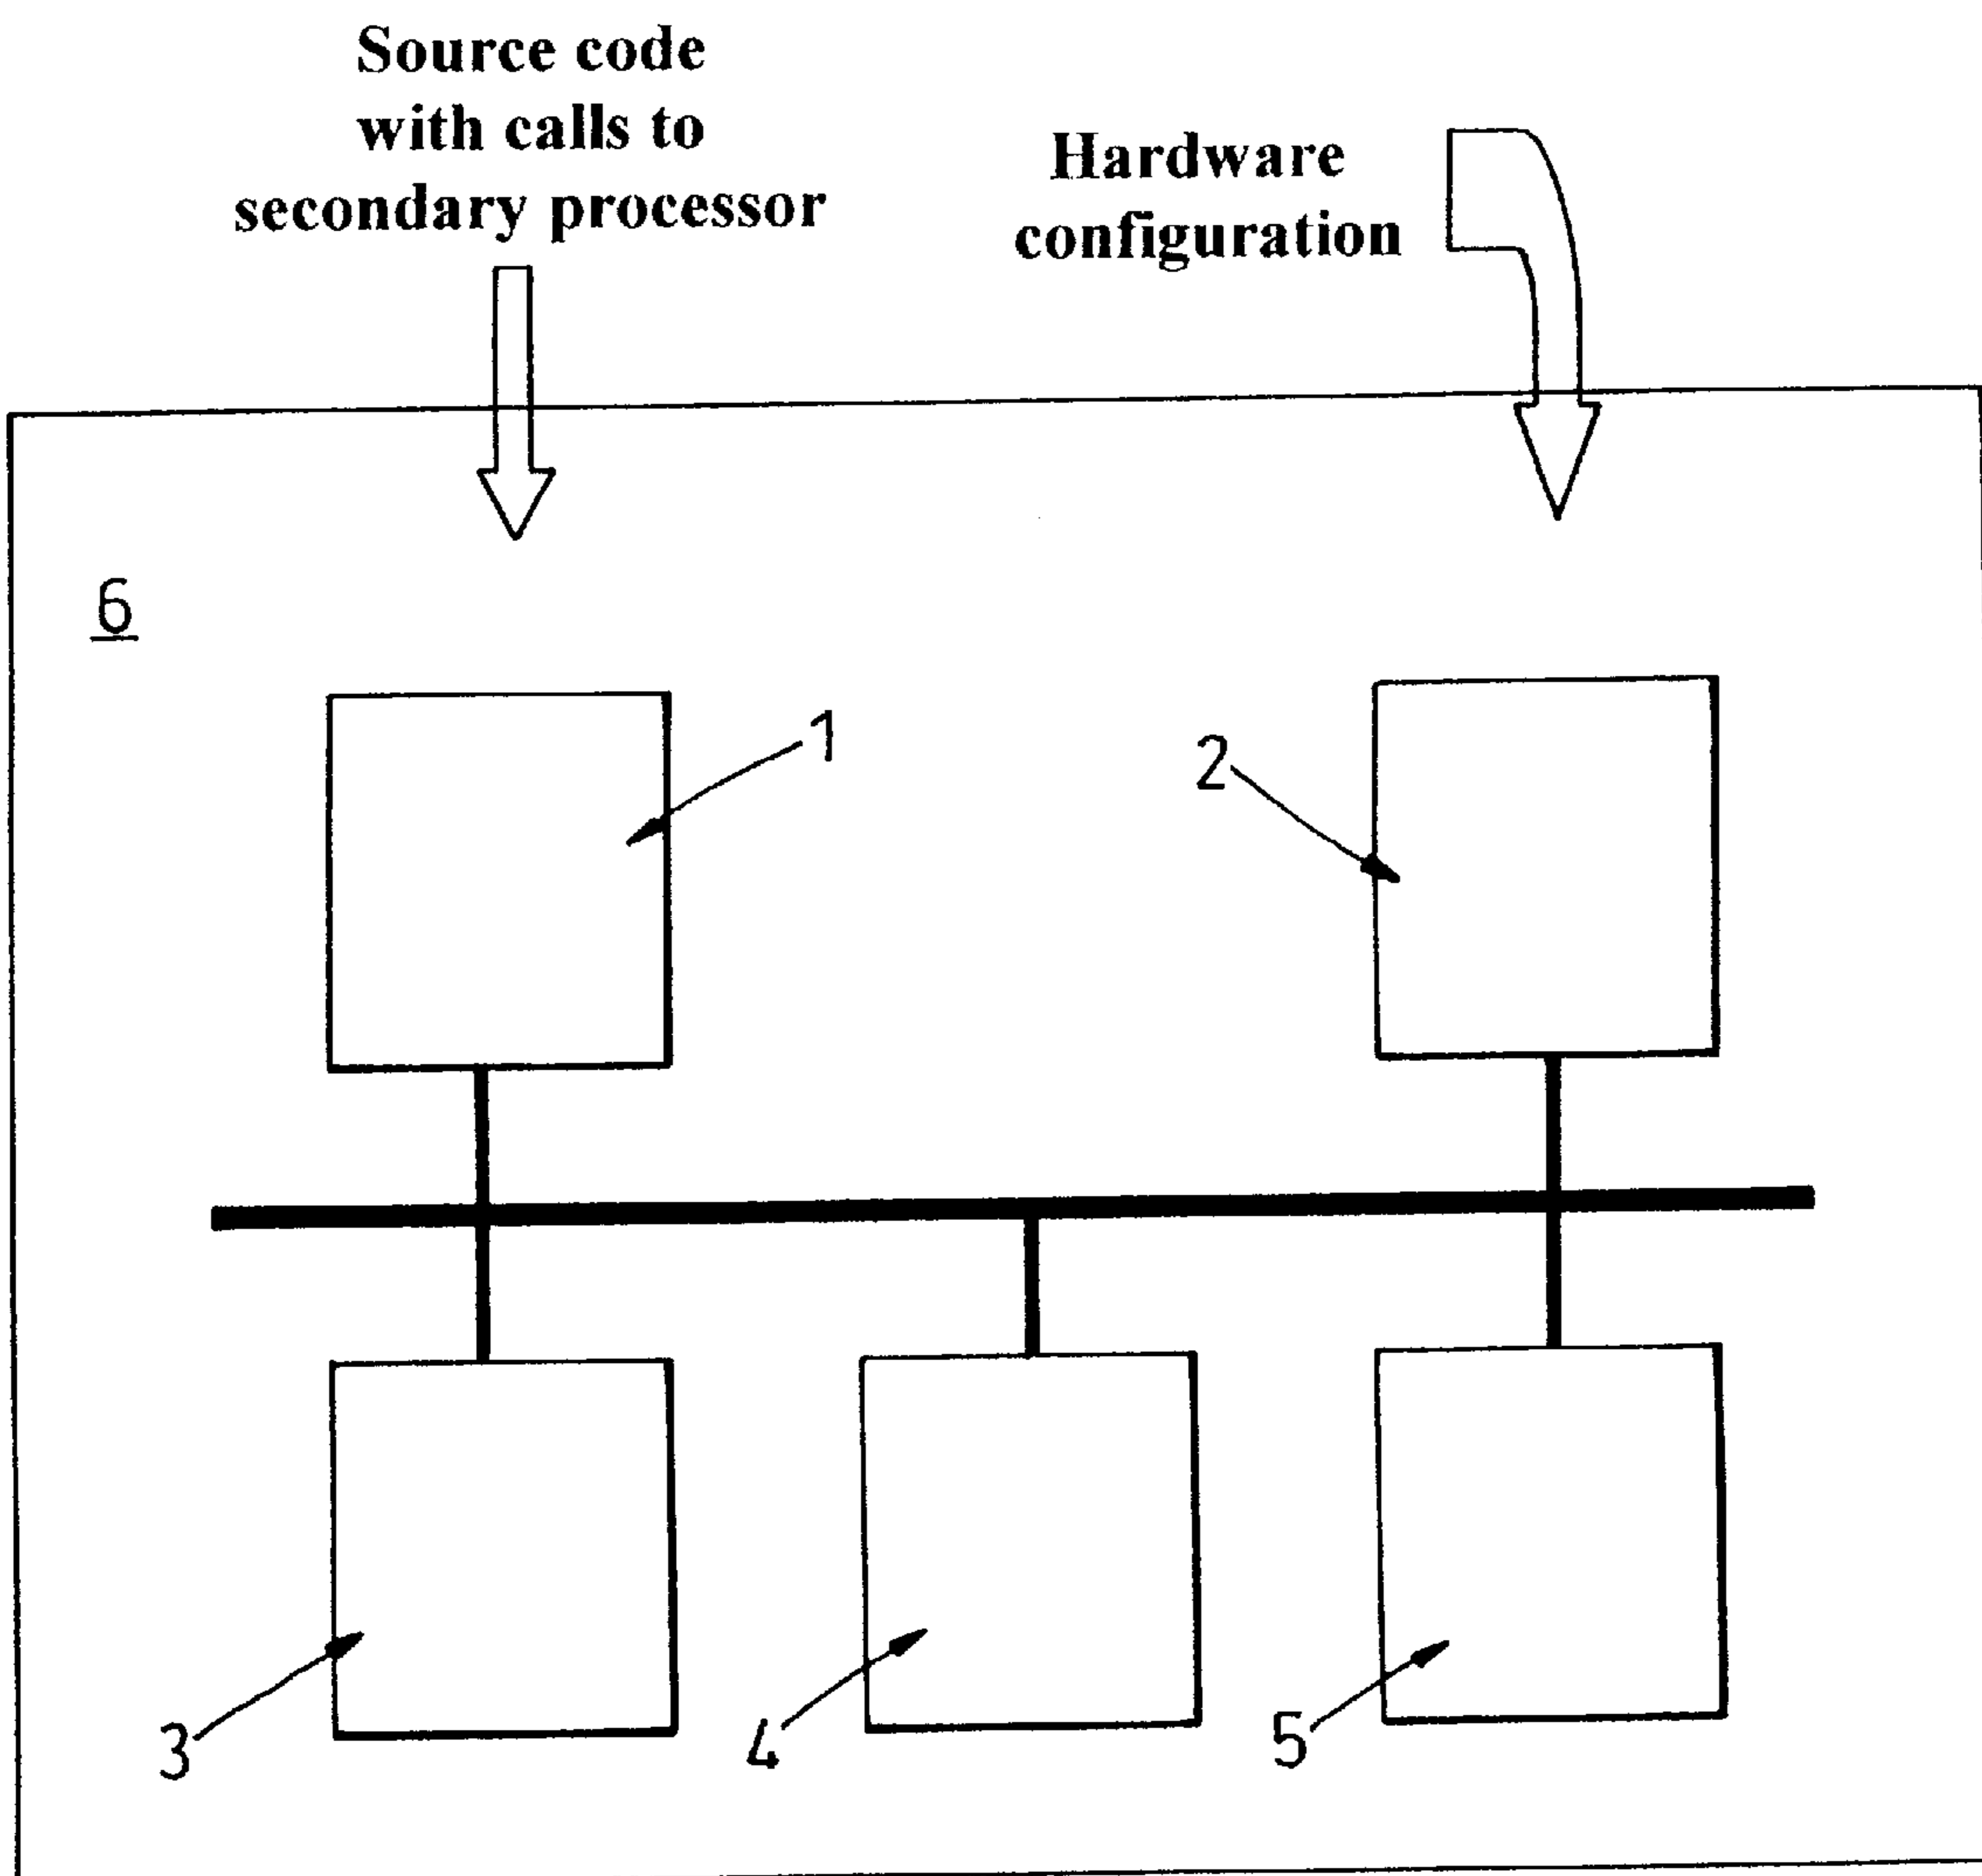 Source code
with calls to
secondary processor
Hardware
configuration
6
1
2
3
4
5